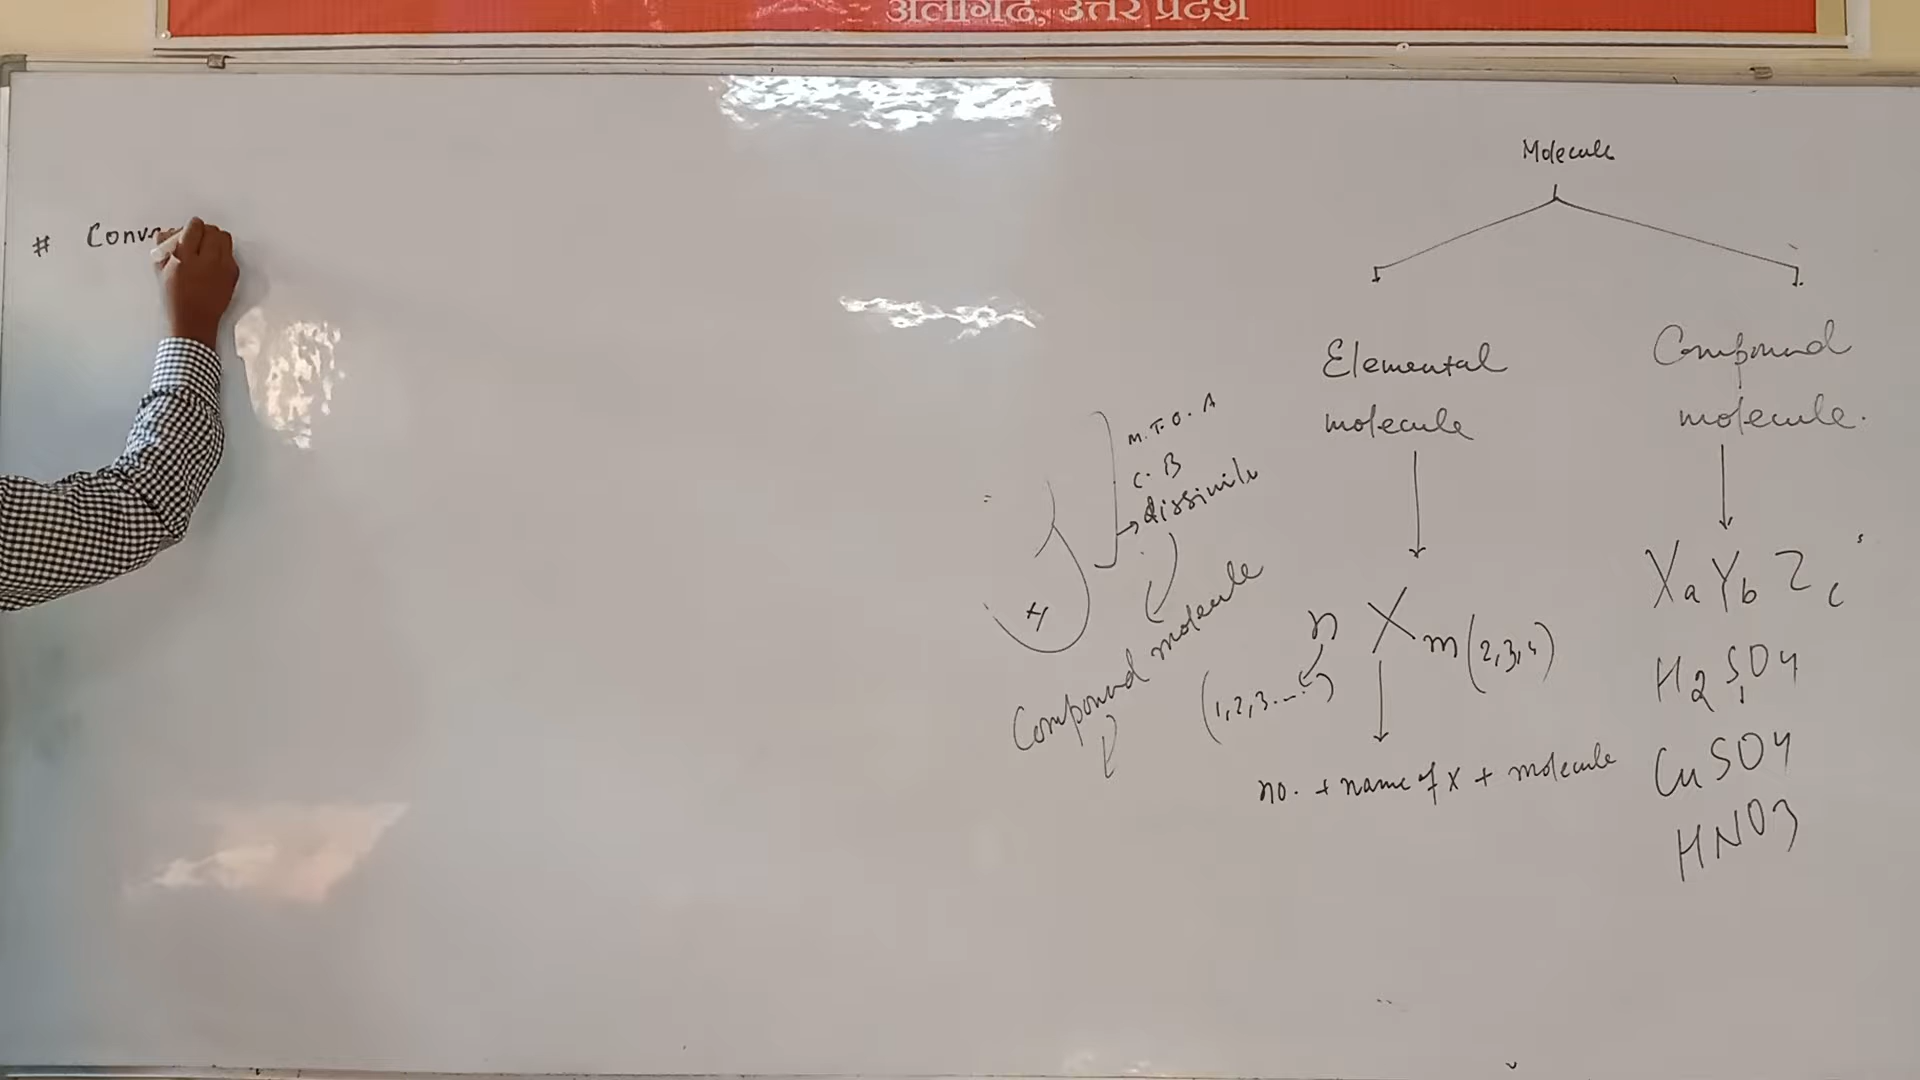 अलीगढ़, उत्तर प्रदेश
# Conv
Molecule
Elemental
molecule
Compound
molecule.
M.T.O.A
C.B
→ dissimilar
Compound molecule
n X m(2,3,4)
(1,2,3....)
no. + name of X + molecule
XaYbZc
H2SO4
CuSO4
HNO3